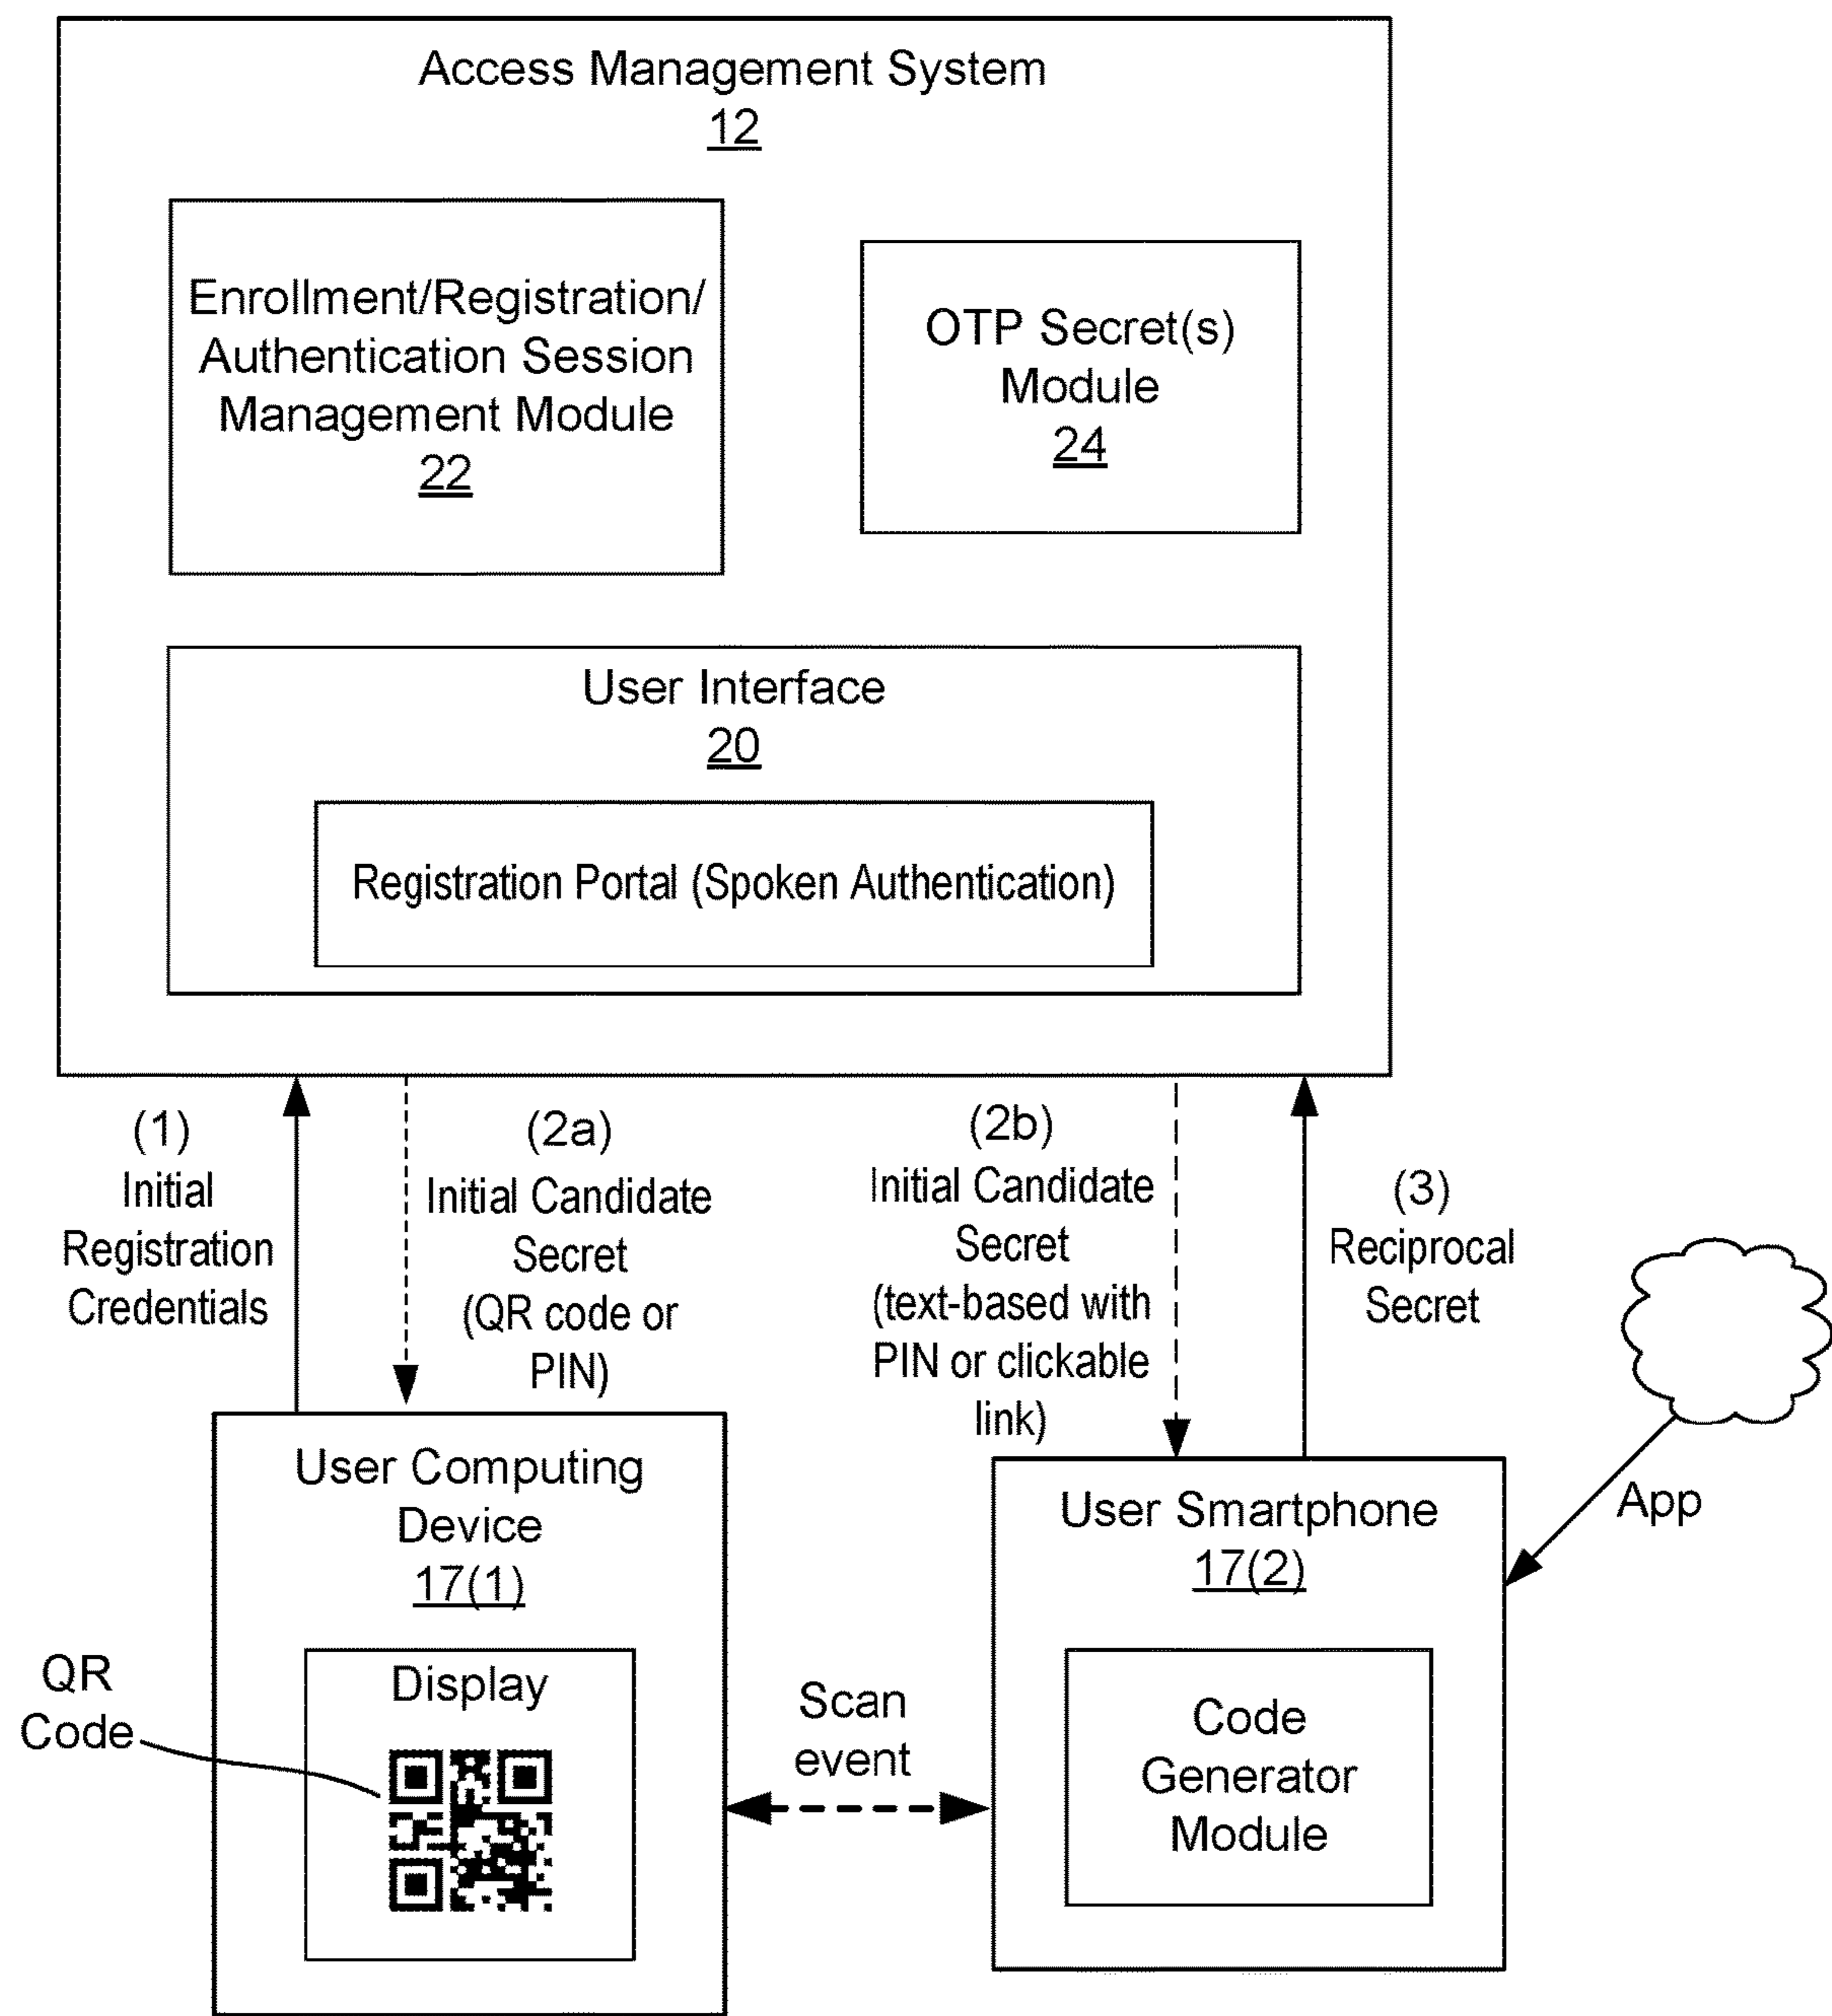 Access Management System
12
Enrollment/Registration/
Authentication Session
Management Module
22
OTP Secret(s)
Module
24
User Interface
20
Registration Portal (Spoken Authentication)
(1)
Initial
Registration
Credentials
(2a)
Initial Candidate
Secret
(QR code or
PIN)
(2b)
Initial Candidate
Secret
(text-based with
PIN or clickable
link)
(3)
Reciprocal
Secret
App
User Computing
Device
17(1)
Display
QR
Code
Scan
event
User Smartphone
17(2)
Code
Generator
Module